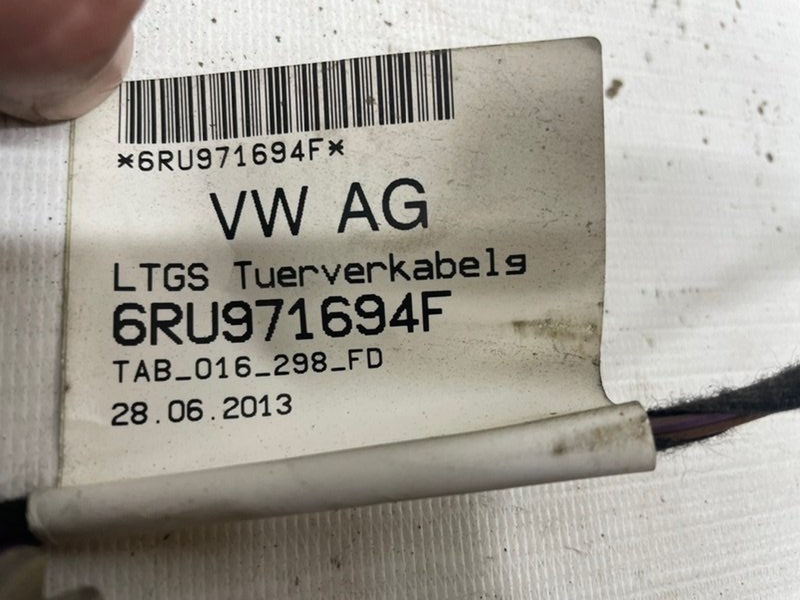 *6RU971694F*
VW AG
LTGS Tuerverkabelg
6RU971694F
TAB_016_298_FD
28.06.2013